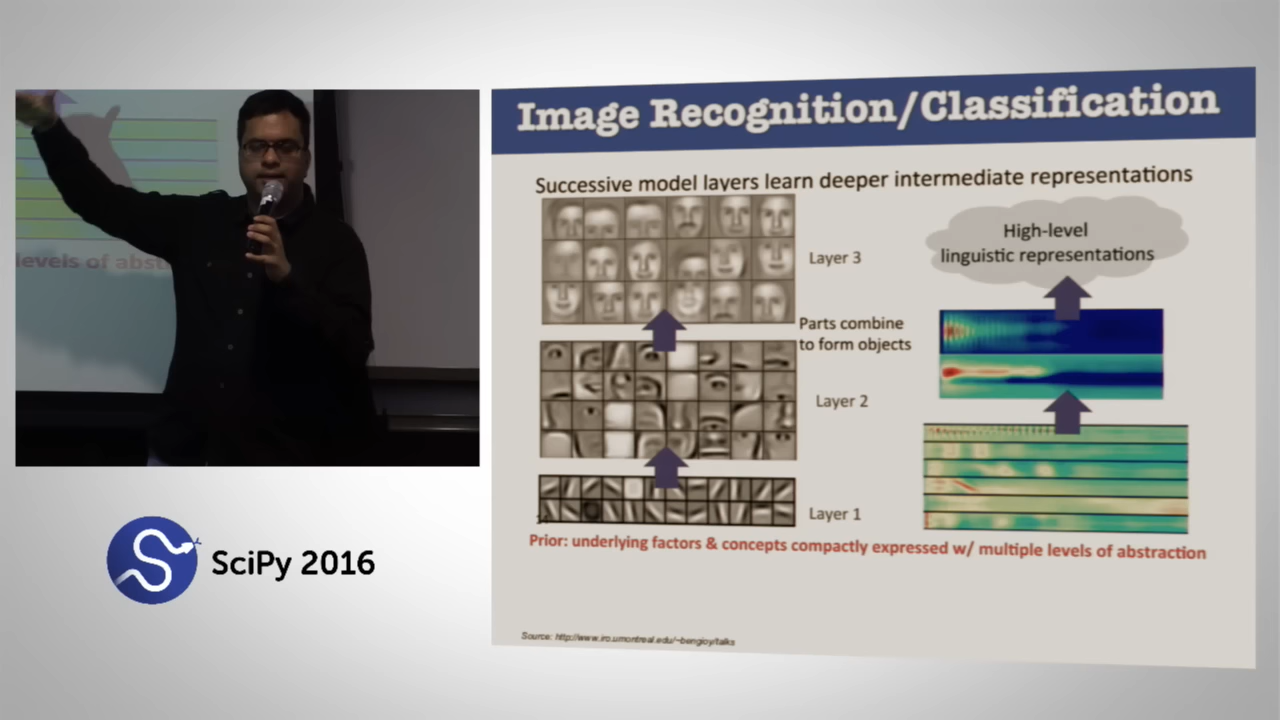 Image Recognition/Classification
Successive model layers learn deeper intermediate representations
High-level
linguistic representations
Layer 3
Parts combine
to form objects
Layer 2
Layer 1
Prior: underlying factors & concepts compactly expressed w/ multiple levels of abstraction
Source: http://www.iro.umontreal.ca/~bengioy/talks
levels of abst
SciPy 2016